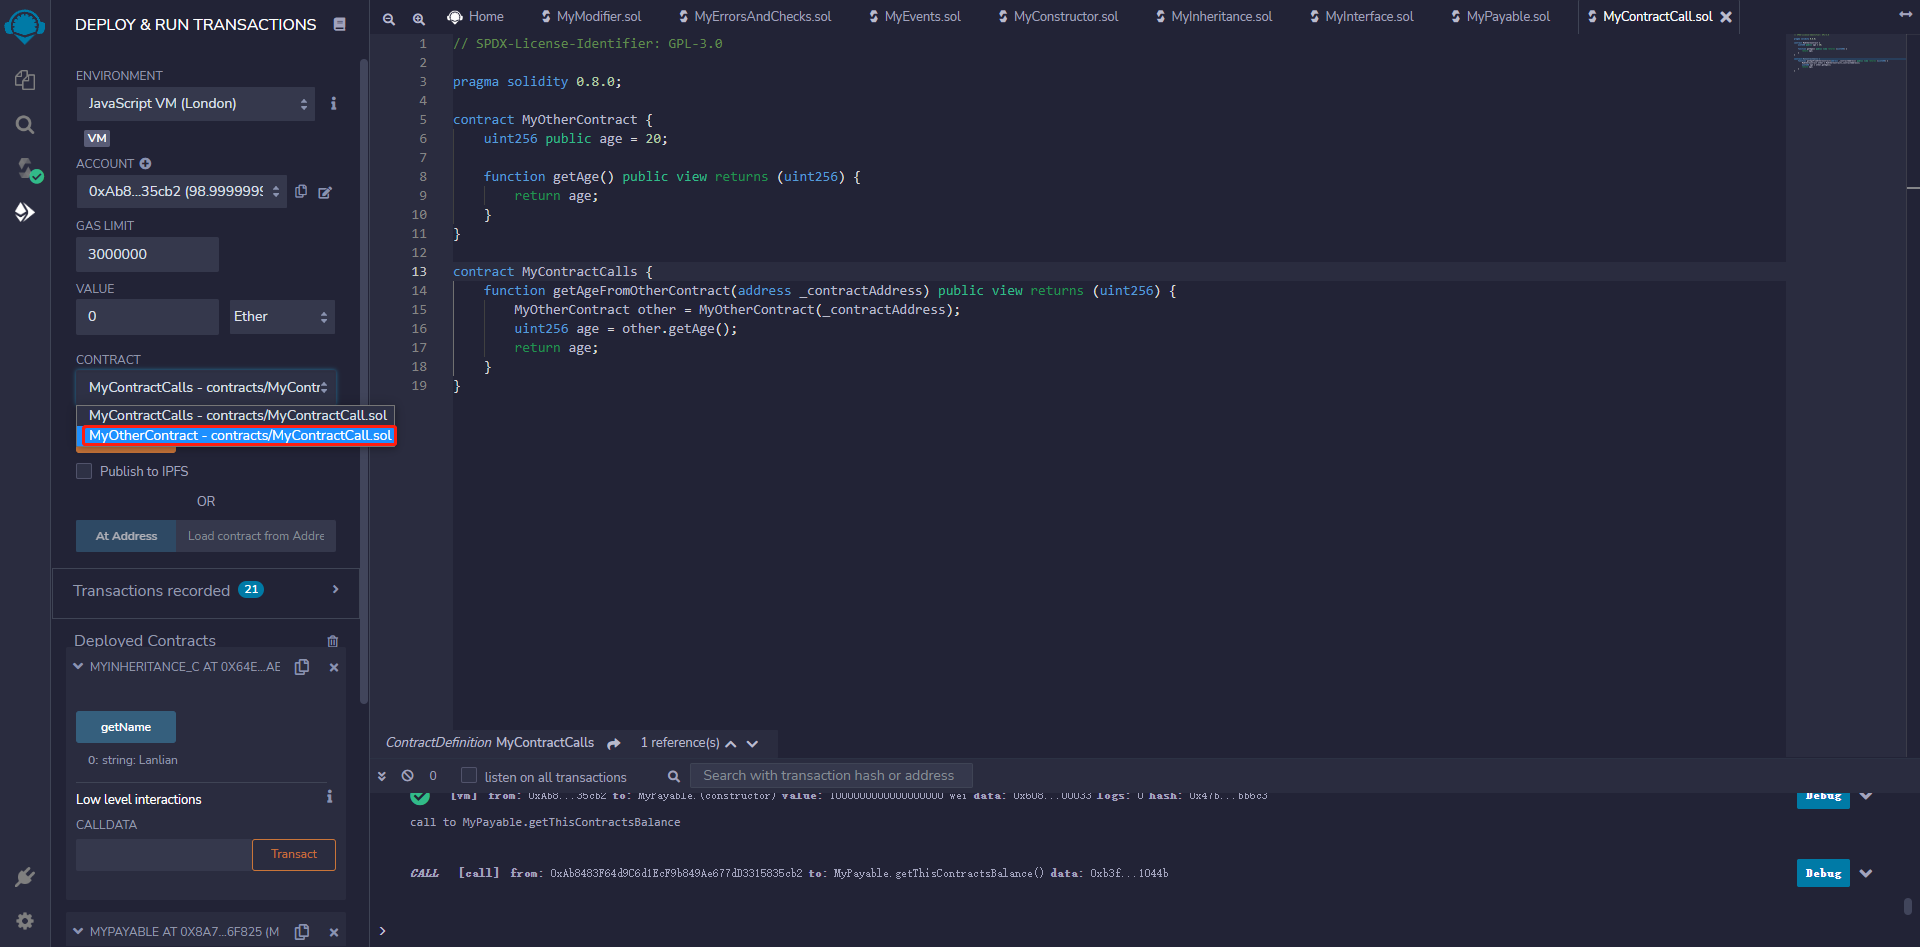 DEPLOY & RUN TRANSACTIONS
ENVIRONMENT
JavaScript VM (London)
VM
ACCOUNT
0xAb8...35cb2 (98.9999999
GAS LIMIT
3000000
VALUE
0
Ether
CONTRACT
MyContractCalls - contracts/MyContr
MyContractCalls - contracts/MyContractCall.sol
MyOtherContract - contracts/MyContractCall.sol
Publish to IPFS
OR
At Address
Load contract from Addre
Transactions recorded 21
Deployed Contracts
MYINHERITANCE_C AT 0X64E...AE
getName
0: string: Lanlian
Low level interactions
CALLDATA
Transact
MYPAYABLE AT 0X8A7...6F825 (M
Home MyModifier.sol MyErrorsAndChecks.sol MyEvents.sol MyConstructor.sol MyInheritance.sol MyInterface.sol MyPayable.sol MyContractCall.sol
1 // SPDX-License-Identifier: GPL-3.0
2
3 pragma solidity 0.8.0;
4
5 contract MyOtherContract {
6 uint256 public age = 20;
7
8 function getAge() public view returns (uint256) {
9 return age;
10 }
11 }
12
13 contract MyContractCalls {
14 function getAgeFromOtherContract(address _contractAddress) public view returns (uint256) {
15 MyOtherContract other = MyOtherContract(_contractAddress);
16 uint256 age = other.getAge();
17 return age;
18 }
19 }
ContractDefinition MyContractCalls 1 reference(s)
0 listen on all transactions Search with transaction hash or address
[vm] from: 0xAb8...35cb2 to: MyPayable.(constructor) value: 1000000000000000000 wei data: 0x608...00033 logs: 0 hash: 0x47b...bb6c3 Debug
call to MyPayable.getThisContractsBalance
CALL [call] from: 0xAb8483F64d9C6d1EcF9b849Ae677dD3315835cb2 to: MyPayable.getThisContractsBalance() data: 0xb3f...1044b Debug
>